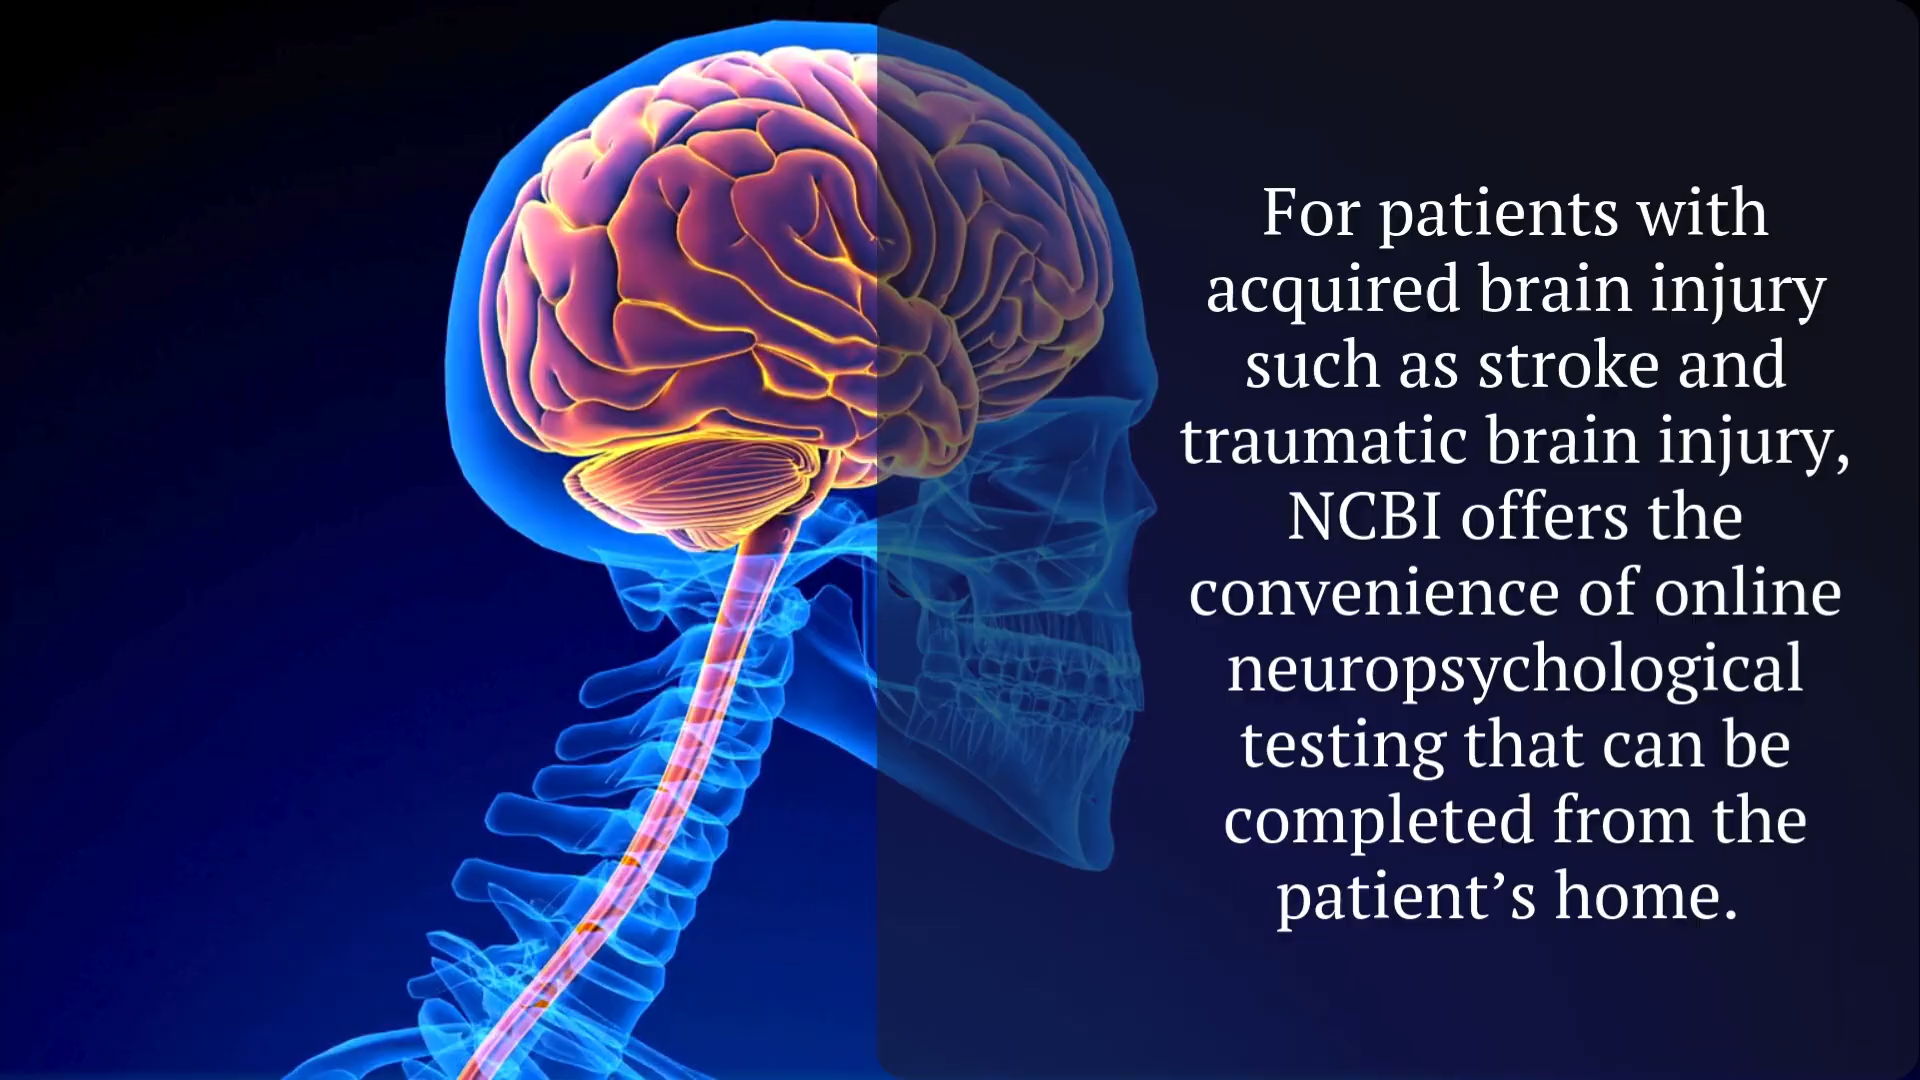 For patients with
acquired brain injury
such as stroke and
traumatic brain injury,
NCBI offers the
convenience of online
neuropsychological
testing that can be
completed from the
patient’s home.